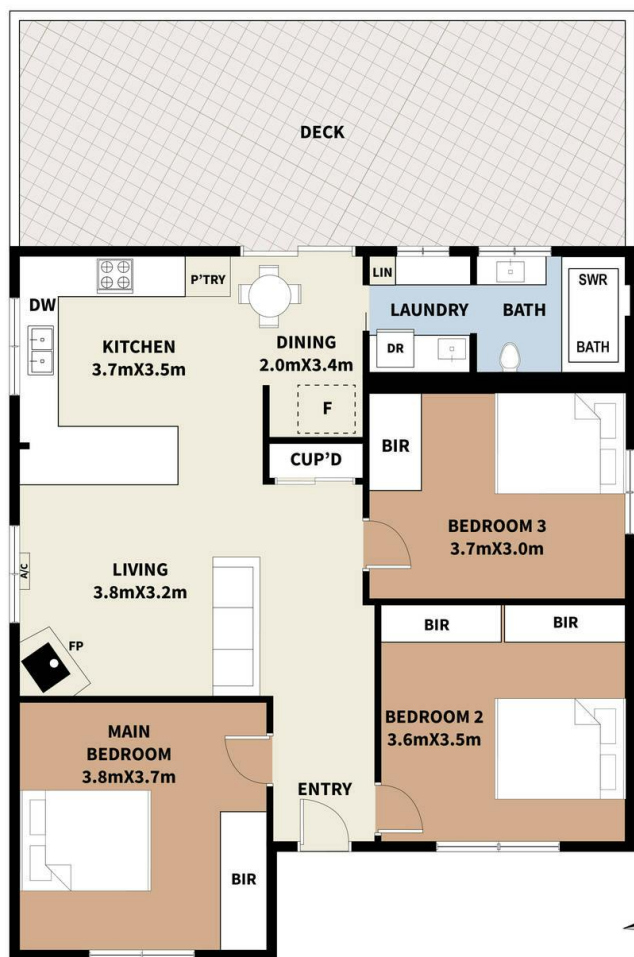 DECK
LIN
P'TRY
SWR
DW
LAUNDRY
BATH
KITCHEN
3.7mX3.5m
DINING
2.0mX3.4m
DR
BATH
F
CUP'D
BIR
BEDROOM 3
3.7mX3.0m
A/C
LIVING
3.8mX3.2m
FP
BIR
BIR
MAIN
BEDROOM
3.8mX3.7m
BEDROOM 2
3.6mX3.5m
ENTRY
BIR